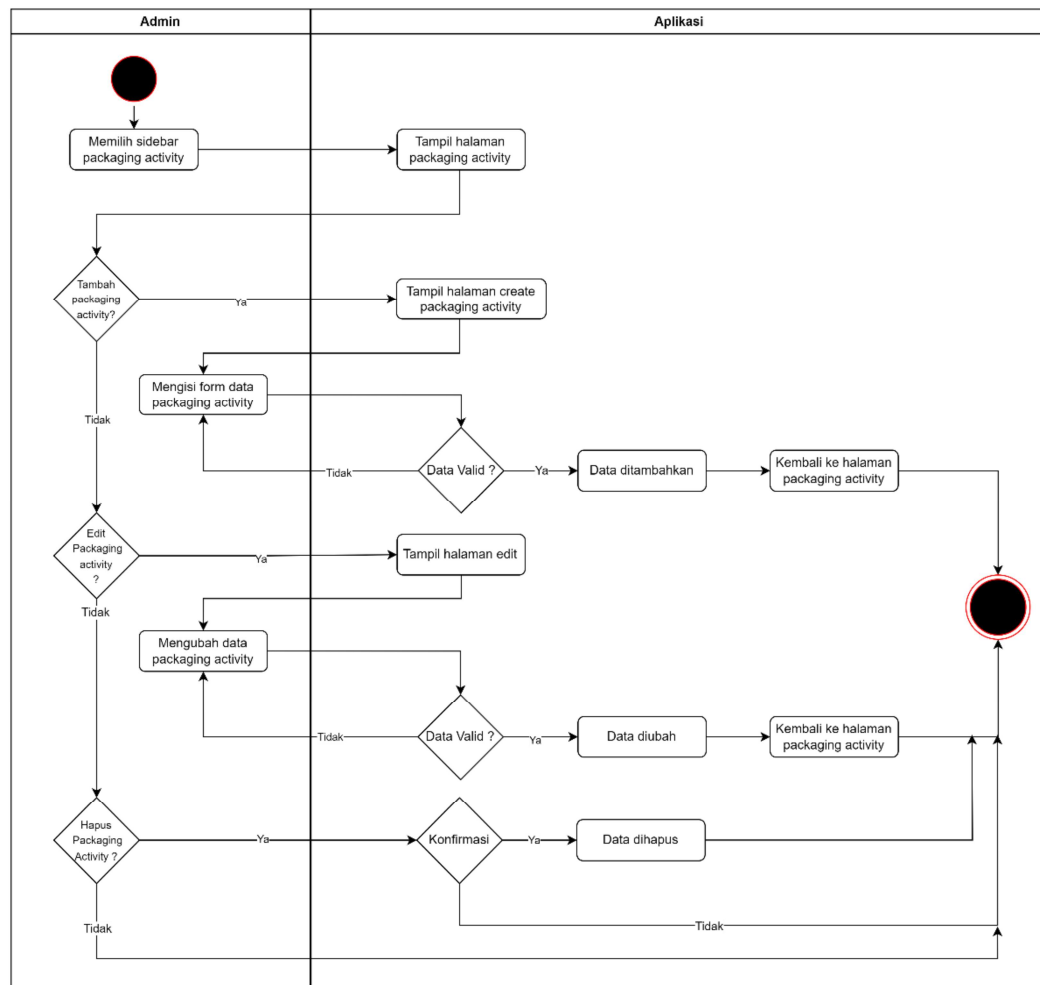 Admin
Aplikasi
Memilih sidebar
packaging activity
Tampil halaman
packaging activity
Tambah
packaging
activity?
Ya
Tampil halaman create
packaging activity
Mengisi form data
packaging activity
Tidak
Data Valid ?
Tidak
Ya
Data ditambahkan
Kembali ke halaman
packaging activity
Edit
Packaging
activity
?
Ya
Tampil halaman edit
Tidak
Mengubah data
packaging activity
Data Valid ?
Tidak
Ya
Data diubah
Kembali ke halaman
packaging activity
Hapus
Packaging
Activity ?
Ya
Konfirmasi
Ya
Data dihapus
Tidak
Tidak